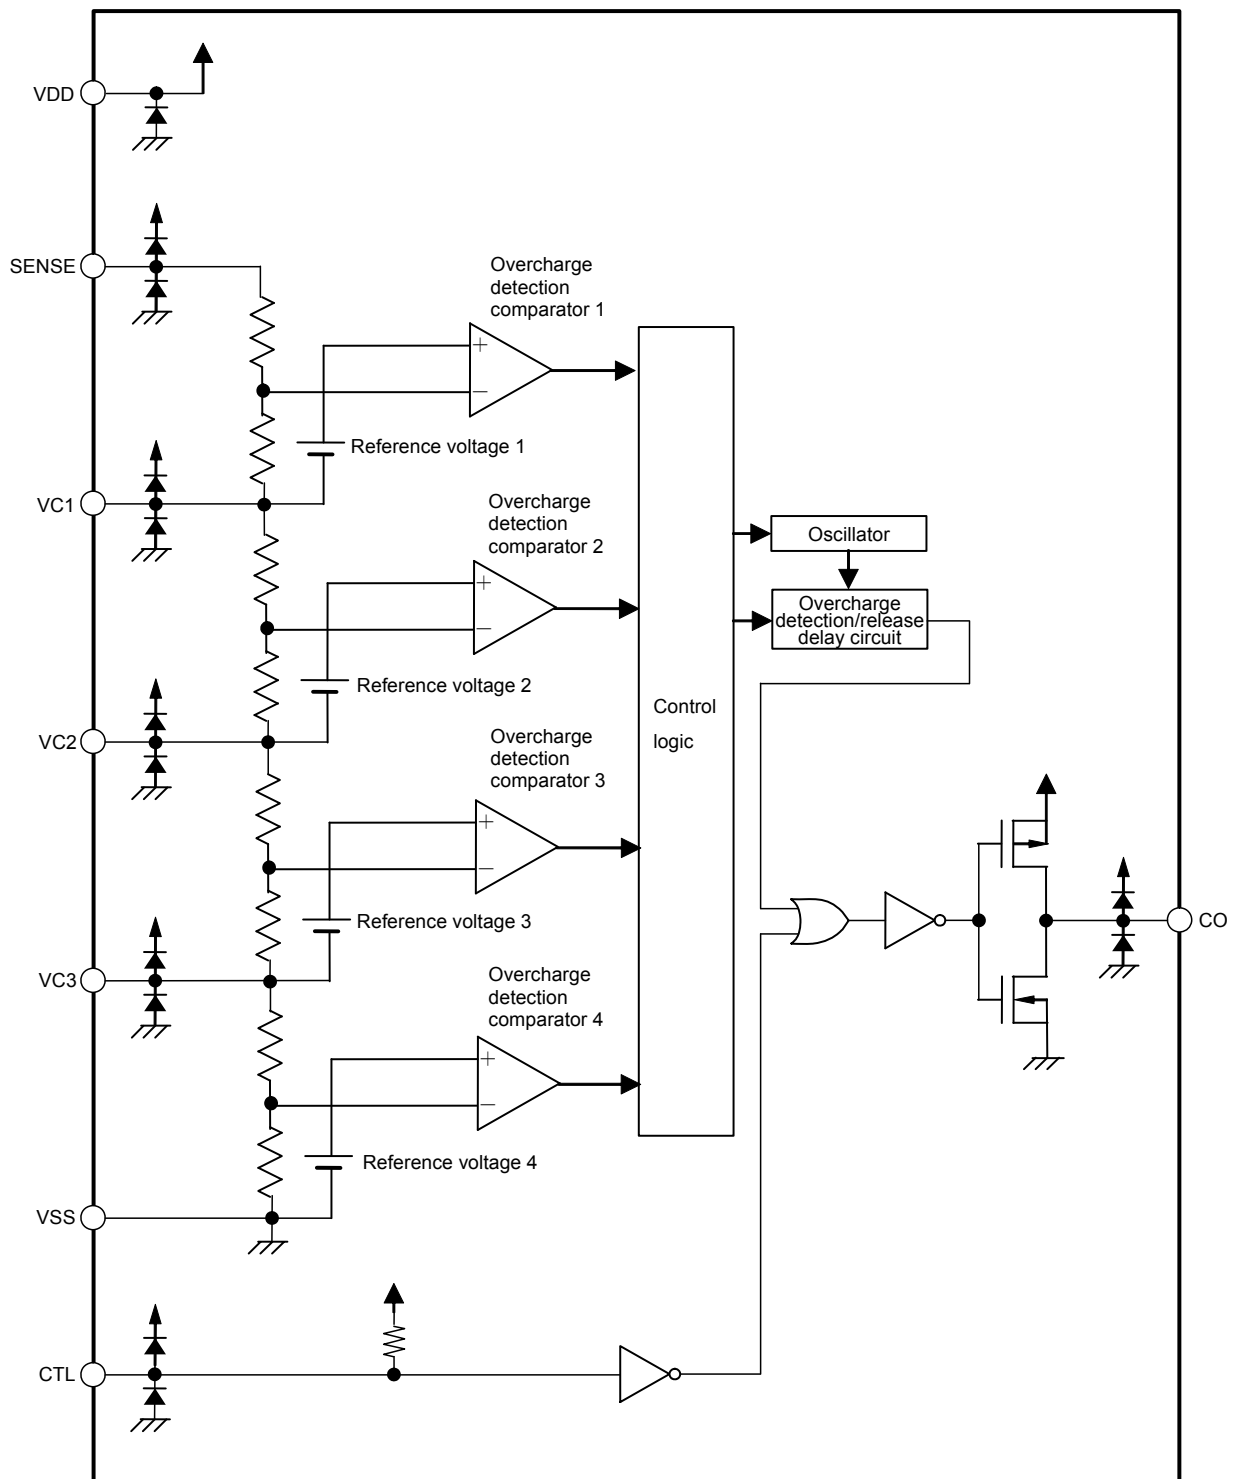 VDD
SENSE
Overcharge
detection
comparator 1
+
−
Reference voltage 1
VC1
Overcharge
detection
comparator 2
+
−
Oscillator
Overcharge
detection/release
delay circuit
Reference voltage 2
Control
logic
VC2
Overcharge
detection
comparator 3
+
−
Reference voltage 3
CO
VC3
Overcharge
detection
comparator 4
+
−
Reference voltage 4
VSS
CTL